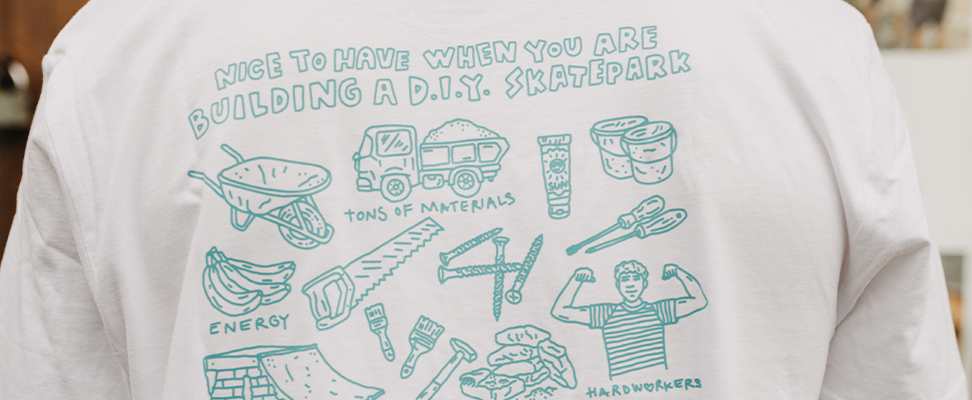 NICE TO HAVE WHEN YOU ARE
BUILDING A D.I.Y. SKATEPARK
SUN
TONS OF MATERIALS
ENERGY
HARDWORKERS